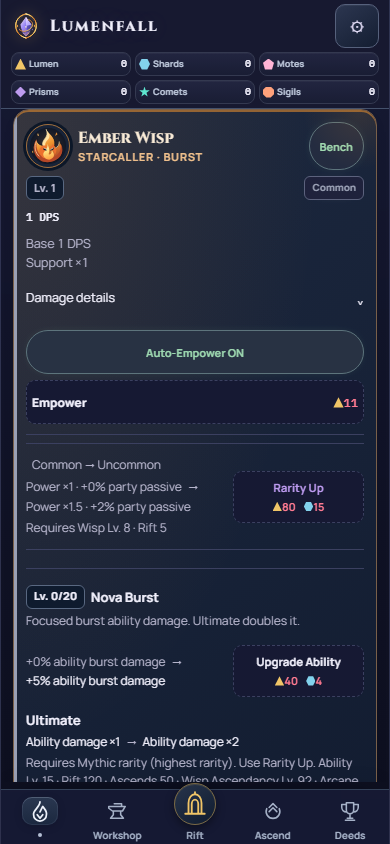 LUMENFALL
Lumen 0
Shards 0
Motes 0
Prisms 0
Comets 0
Sigils 0
EMBER WISP
STARCALLER · BURST
Bench
Lv. 1
Common
1 DPS
Base 1 DPS
Support ×1
Damage details
Auto-Empower ON
Empower 11
Common → Uncommon
Power ×1 · +0% party passive →
Power ×1.5 · +2% party passive
Requires Wisp Lv. 8 · Rift 5
Rarity Up
80 15
Lv. 0/20 Nova Burst
Focused burst ability damage. Ultimate doubles it.
+0% ability burst damage →
+5% ability burst damage
Upgrade Ability
40 4
Ultimate
Ability damage ×1 → Ability damage ×2
Requires Mythic rarity (highest rarity). Use Rarity Up. Ability
Lv. 15 · Rift 120 · Ascends 50 · Wisp Ascendancy Lv. 92 · Arcane
Workshop
Rift
Ascend
Deeds